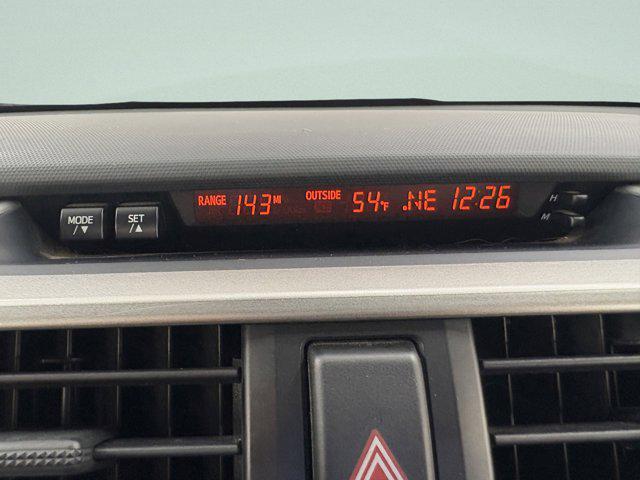 MODE
/▼
SET
/▲
RANGE 143 MI OUTSIDE 54°F .NE 12:26
H
M